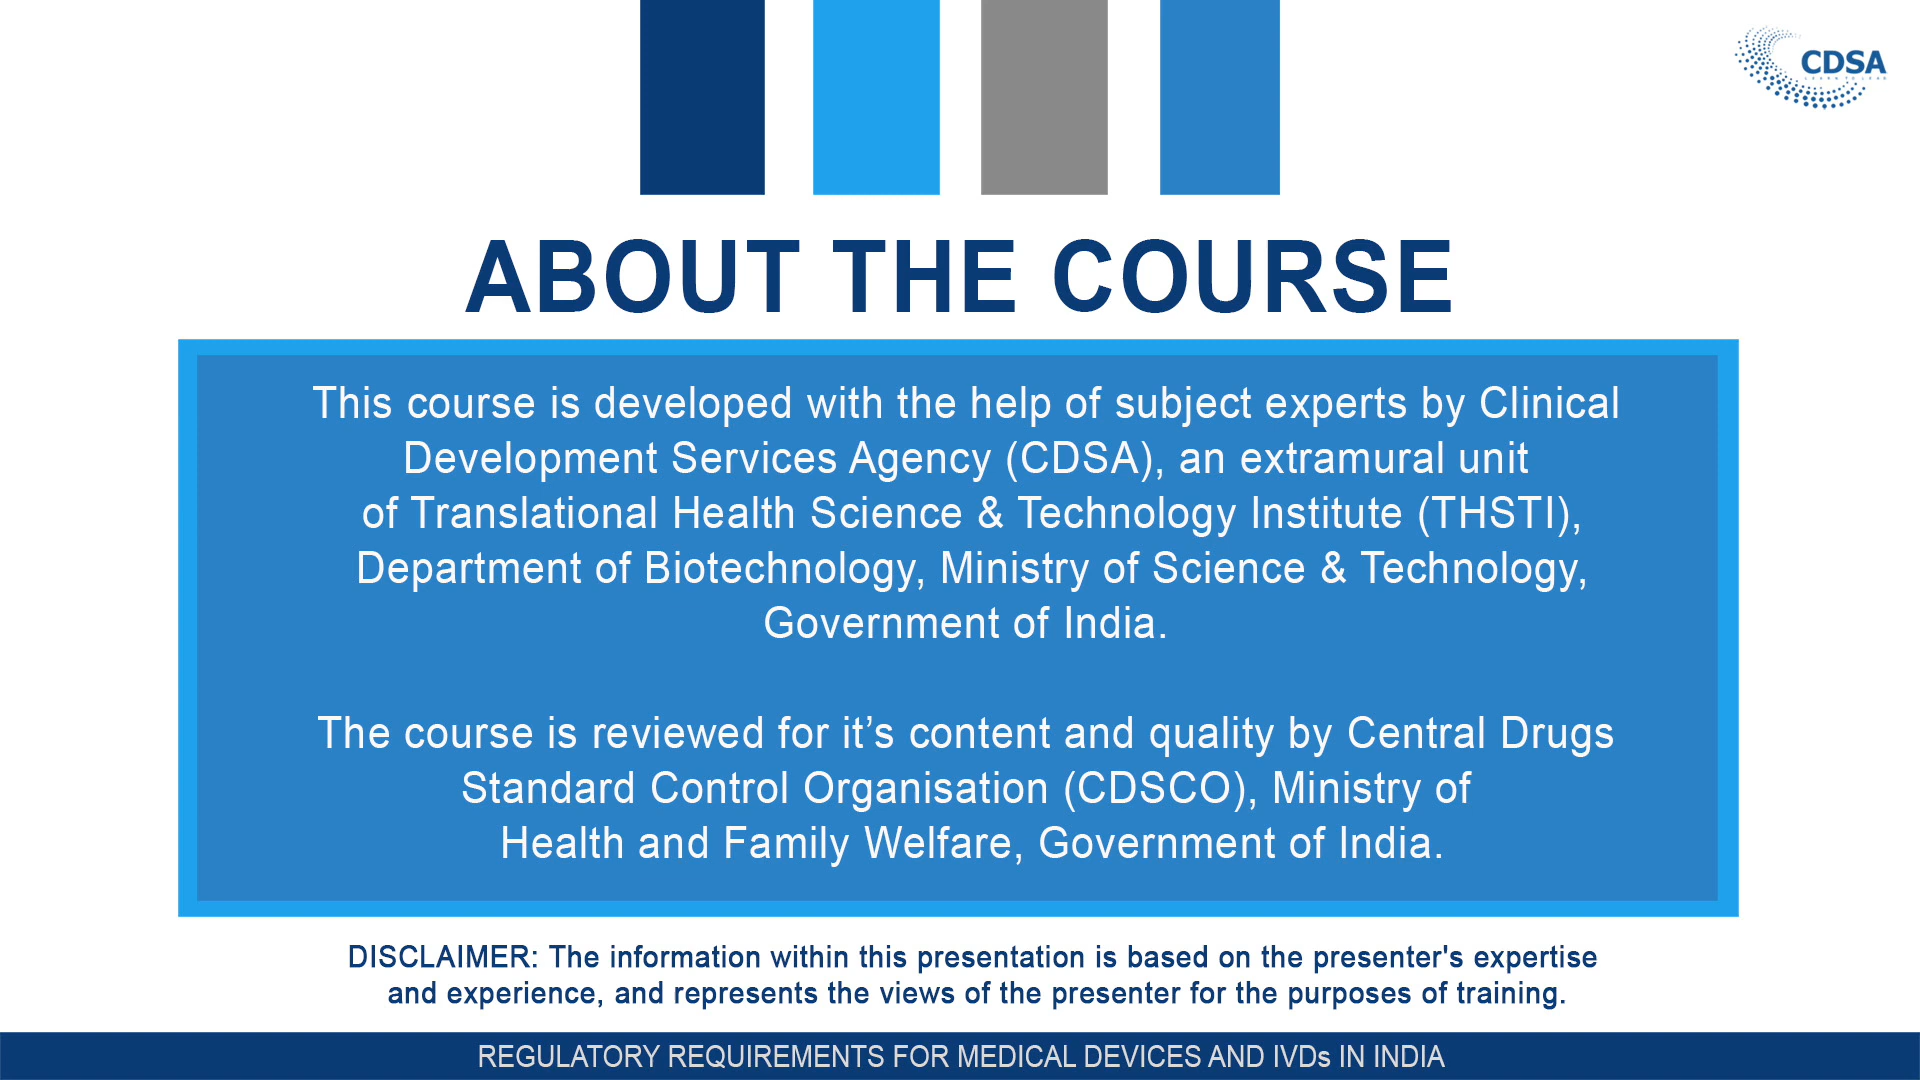 CDSA
ABOUT THE COURSE
This course is developed with the help of subject experts by Clinical
Development Services Agency (CDSA), an extramural unit
of Translational Health Science & Technology Institute (THSTI),
Department of Biotechnology, Ministry of Science & Technology,
Government of India.
The course is reviewed for it’s content and quality by Central Drugs
Standard Control Organisation (CDSCO), Ministry of
Health and Family Welfare, Government of India.
DISCLAIMER: The information within this presentation is based on the presenter's expertise
and experience, and represents the views of the presenter for the purposes of training.
REGULATORY REQUIREMENTS FOR MEDICAL DEVICES AND IVDs IN INDIA